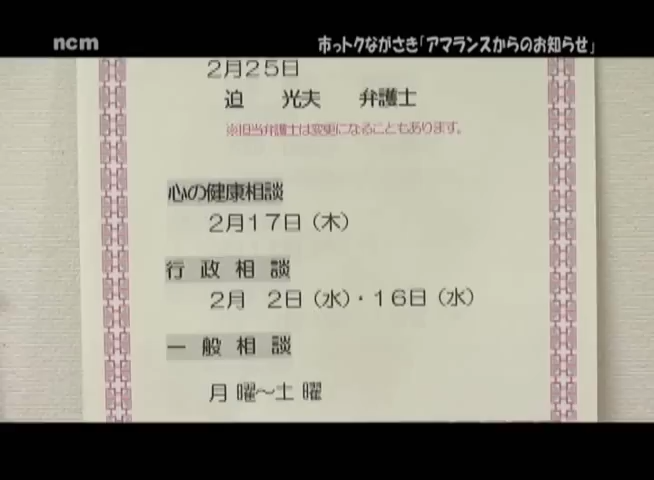 ncm
市っトクながさき「アマランスからのお知らせ」
2月25日
迫　光夫　弁護士
※担当弁護士は変更になることもあります。
心の健康相談
2月17日（木）
行政相談
2月　2日（水）・16日（水）
一般相談
月曜～土曜